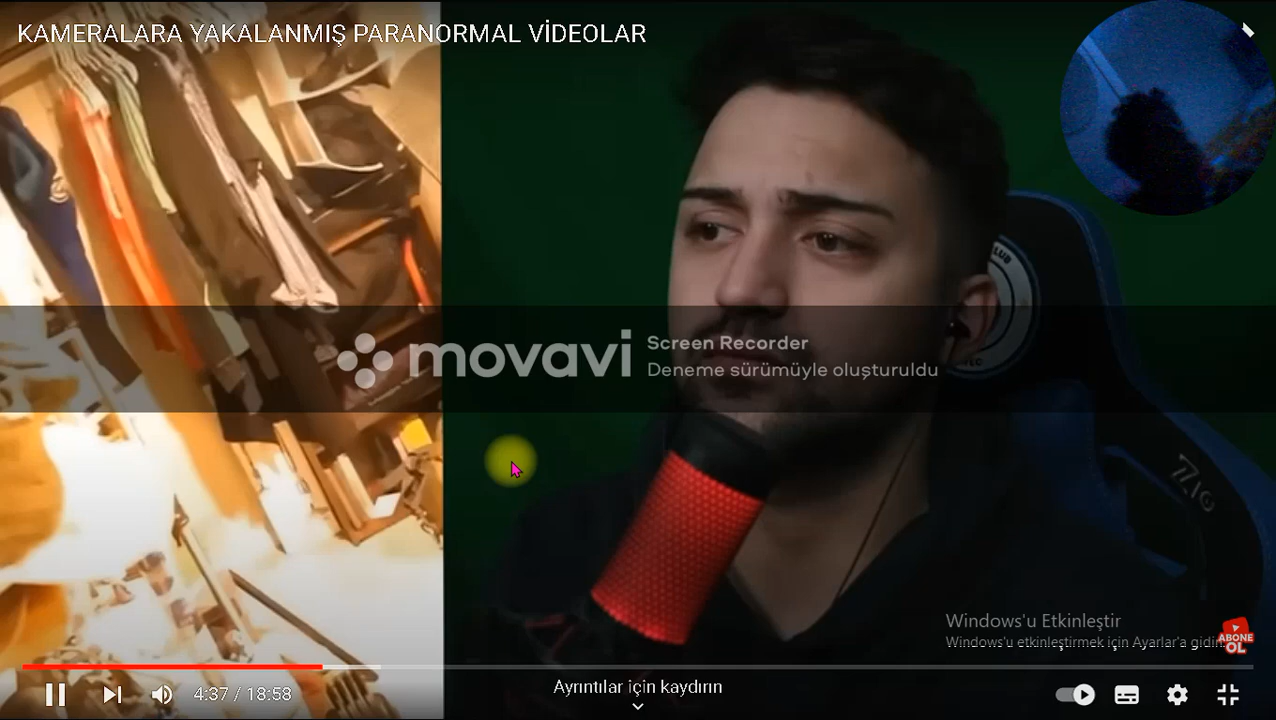 KAMERALARA YAKALANMIŞ PARANORMAL VİDEOLAR
movavi
Screen Recorder
Deneme sürümüyle oluşturuldu
Windows'u Etkinleştir
Windows'u etkinleştirmek için Ayarlar'a gidin
ABONE
OL
4:37 / 18:58
Ayrıntılar için kaydırın